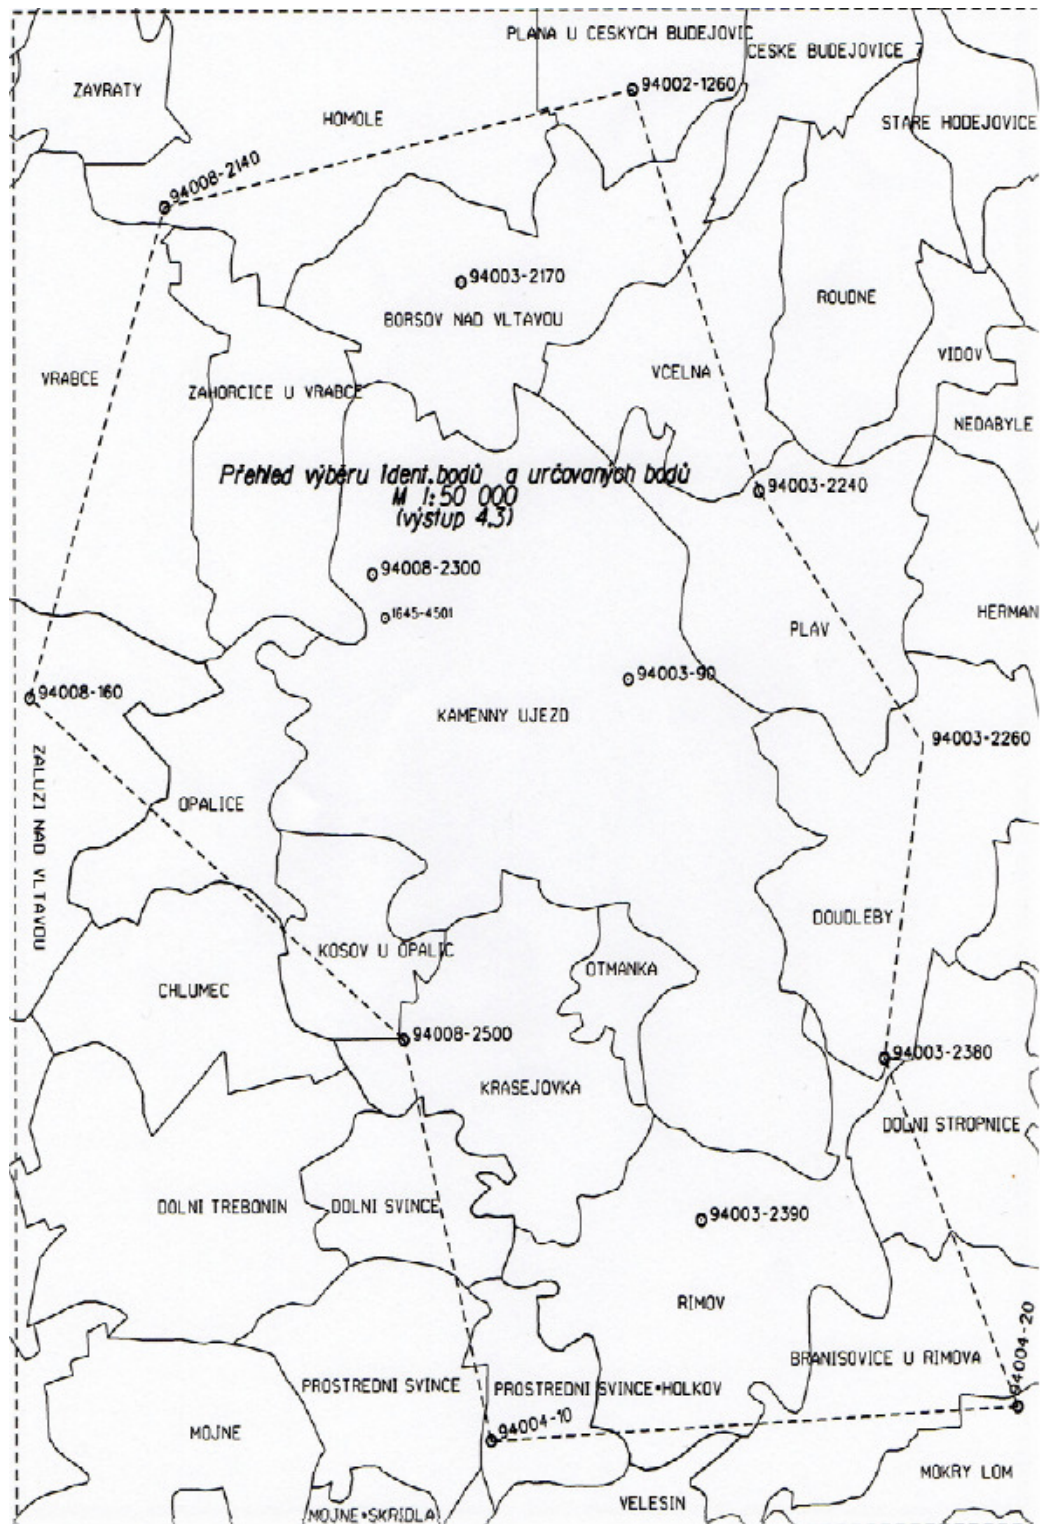 PLANA U CESKYCH BUDEJOVIC
CESKE BUDEJOVICE 7
ZAVRATY
94002-1260
HOMOLE
STARE HODEJOVICE
94008-2140
94003-2170
ROUDNE
BORSOV NAD VLTAVOU
VIDOV
VRABCE
VCELNA
ZAHORCICE U VRABCE
NEDABYLE
Přehled výběru ident.bodů a určovaných bodů
M 1:50 000
(výstup 4.3)
94003-2240
94008-2300
1645-4501
HERMAN
PLAV
94003-90
94008-160
KAMENNY UJEZD
94003-2260
ZALUZI NAD VLTAVOU
OPALICE
DOUDLEBY
KOSOV U OPALIC
OTMANKA
CHLUMEC
94008-2500
94003-2380
KRASEJOVKA
DOLNI STROPNICE
DOLNI TREBONIN
DOLNI SVINCE
94003-2390
RIMOV
94004-20
BRANISOVICE U RIMOVA
PROSTREDNI SVINCE
PROSTREDNI SVINCE•HOLKOV
94004-10
MOJNE
MOKRY LOM
VELESIN
MOJNE•SKRIDLA